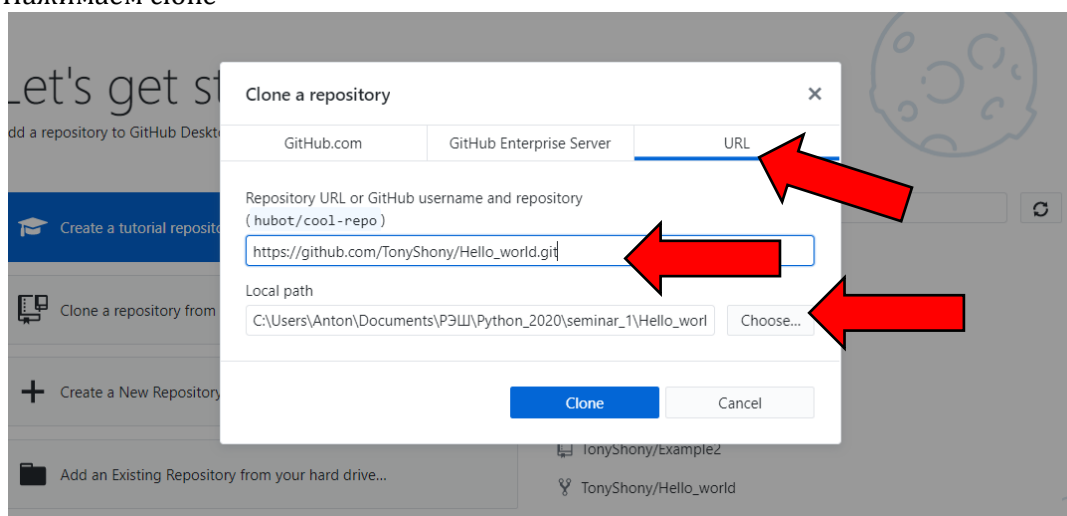 Нажимаем clone
Let's get st
dd a repository to GitHub Deskt
Clone a repository
GitHub.com
GitHub Enterprise Server
URL
Repository URL or GitHub username and repository
(hubot/cool-repo)
https://github.com/TonyShony/Hello_world.git
Local path
C:\Users\Anton\Documents\РЭШ\Python_2020\seminar_1\Hello_worl
Choose...
Clone
Cancel
Create a tutorial reposito
Clone a repository from
Create a New Repository
Add an Existing Repository from your hard drive...
TonyShony/Example2
TonyShony/Hello_world